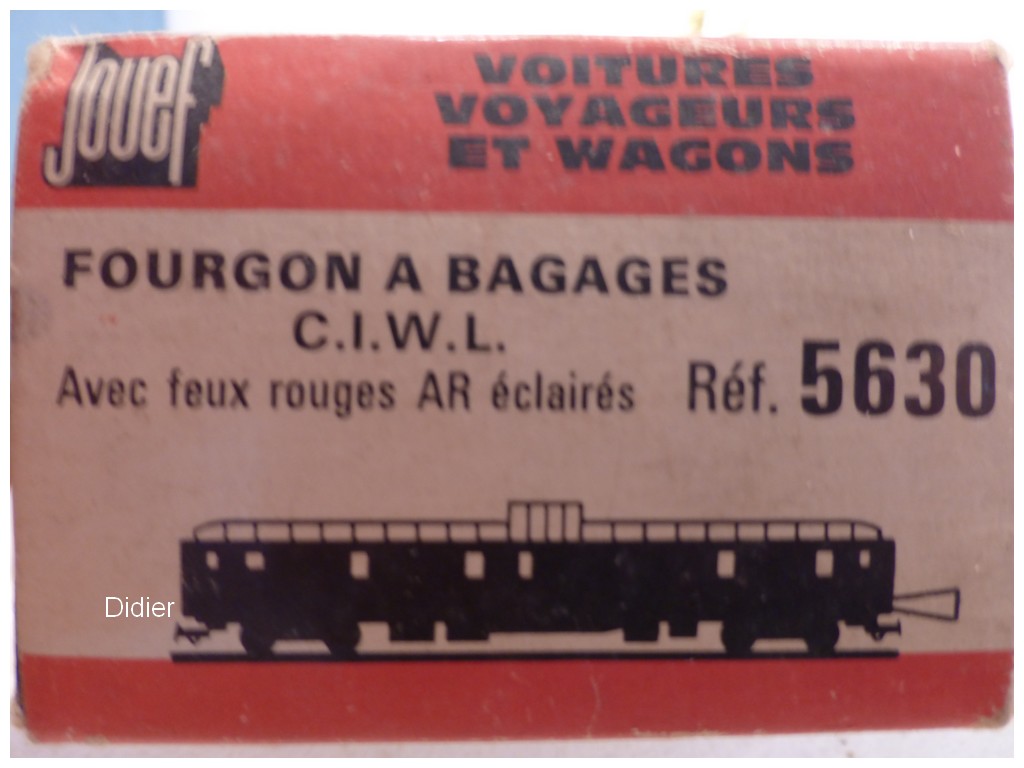 Jouef
VOITURES
VOYAGEURS
ET WAGONS
FOURGON A BAGAGES
C.I.W.L.
Avec feux rouges AR éclairés Réf. 5630
Didier